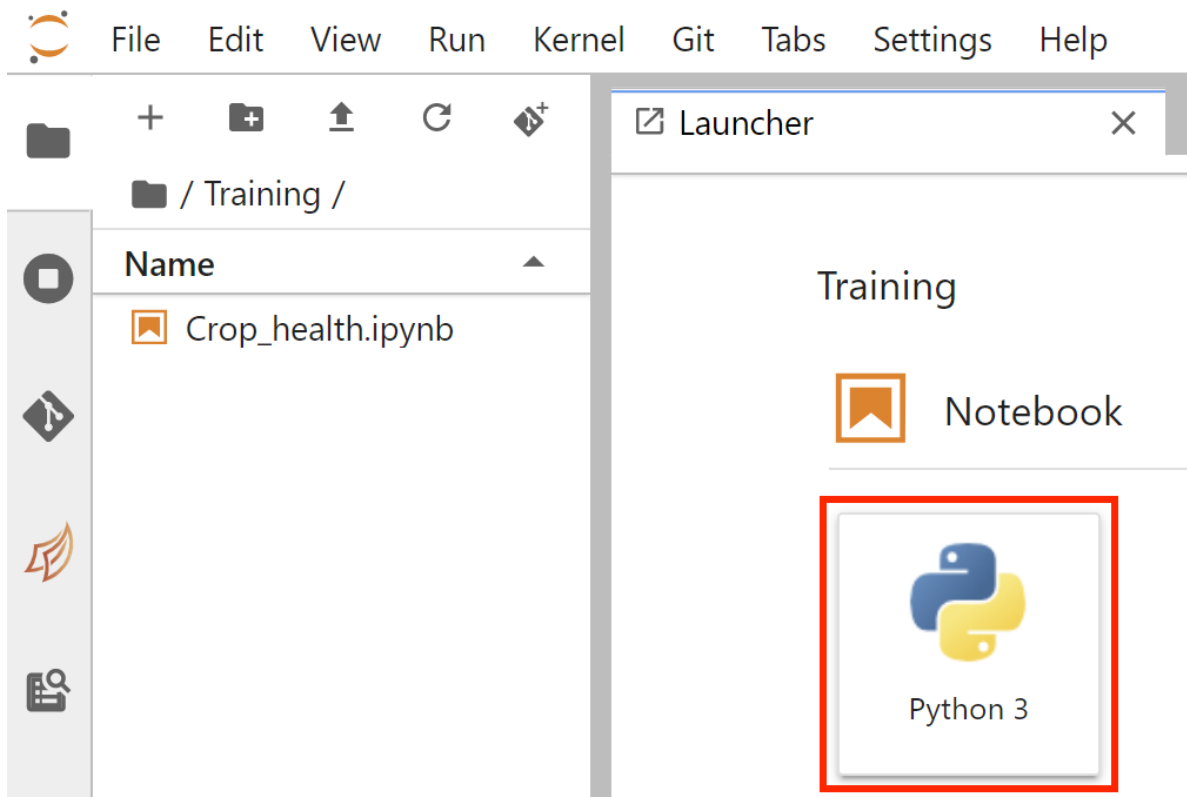 File Edit View Run Kernel Git Tabs Settings Help
Launcher
/ Training /
Name
Crop_health.ipynb
Training
Notebook
Python 3